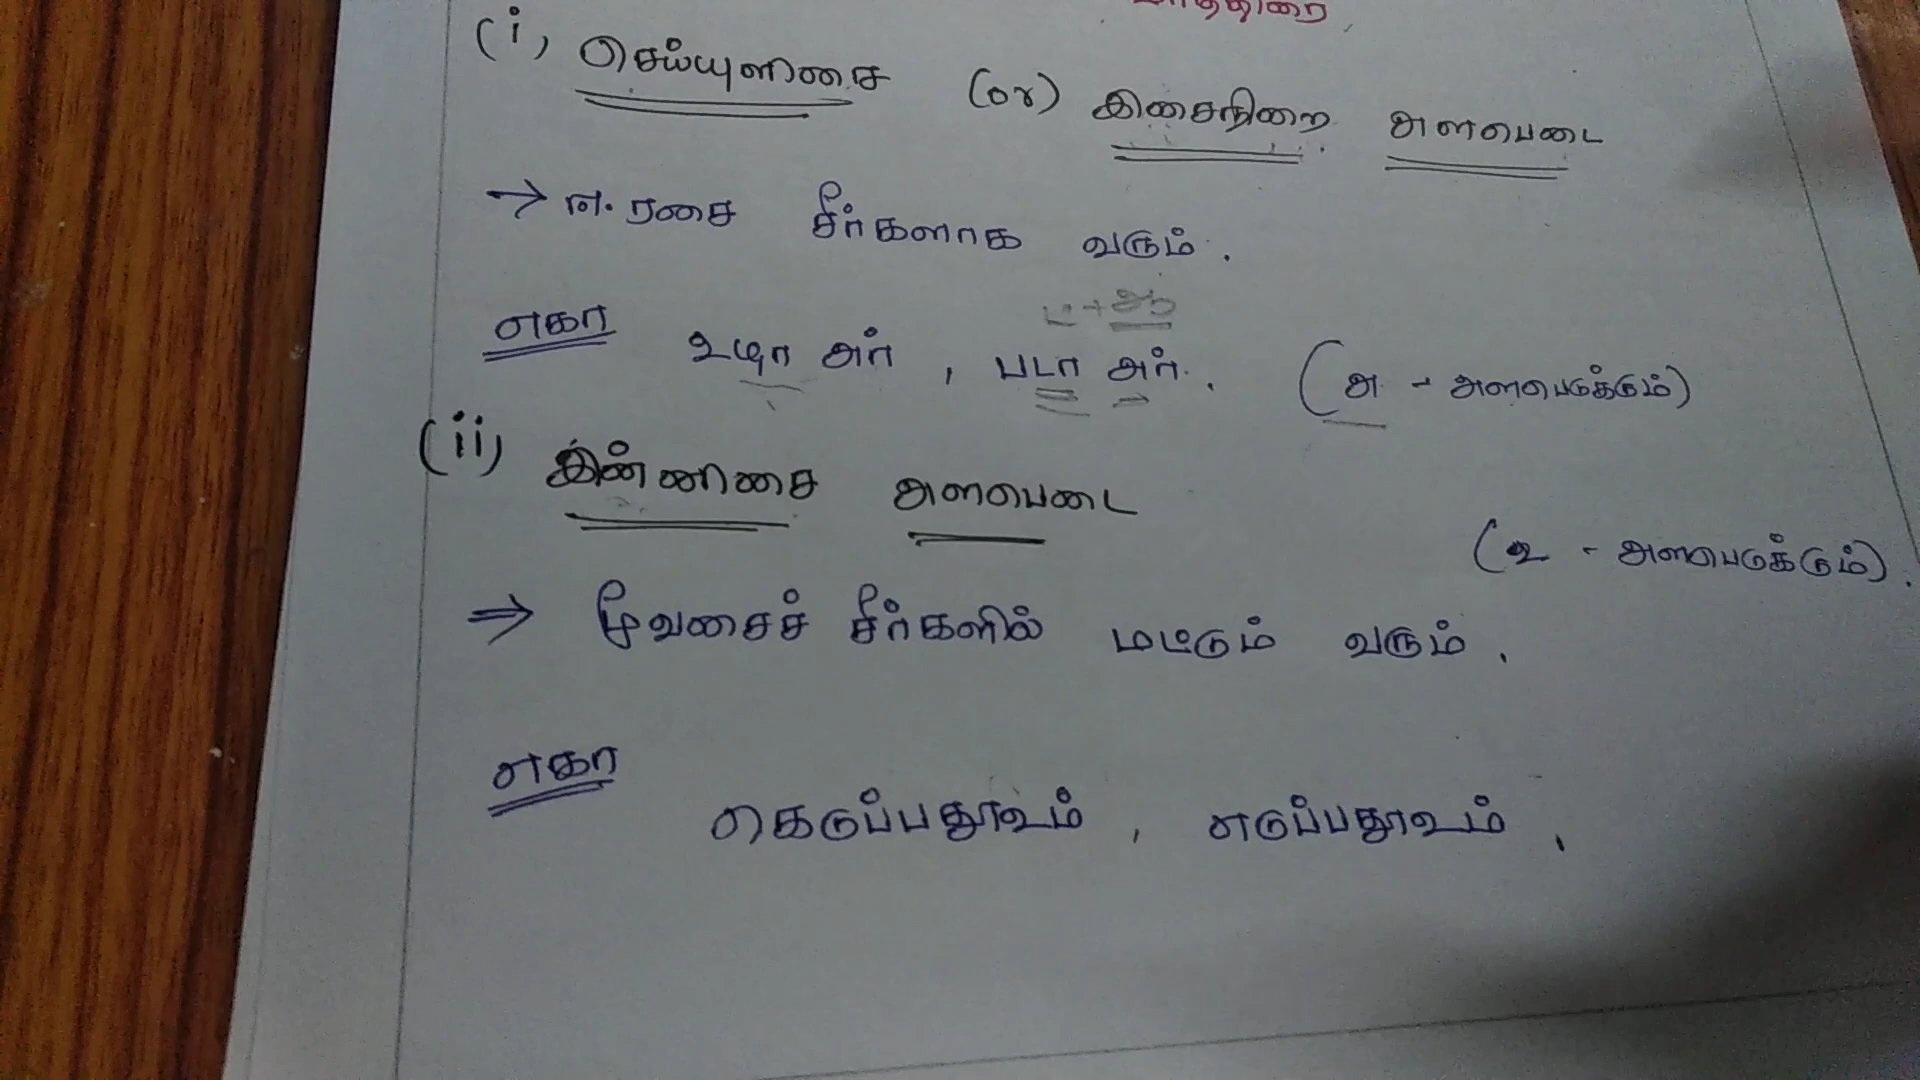 மாத்திரை
(i) செய்யுளிசை (or) இசைநிறை அளபெடை
→ ஈரசை சீர்களாக வரும்.
ட்+ஆ
எகா உழாஅர் , படாஅர். (அ - அளபெடுக்கும்)
(ii) இன்னிசை அளபெடை
(உ - அளபெடுக்கும்).
⇒ மூவசைச் சீர்களில் மட்டும் வரும்.
எகா கெடுப்பதூஉம் , எடுப்பதூஉம் ,